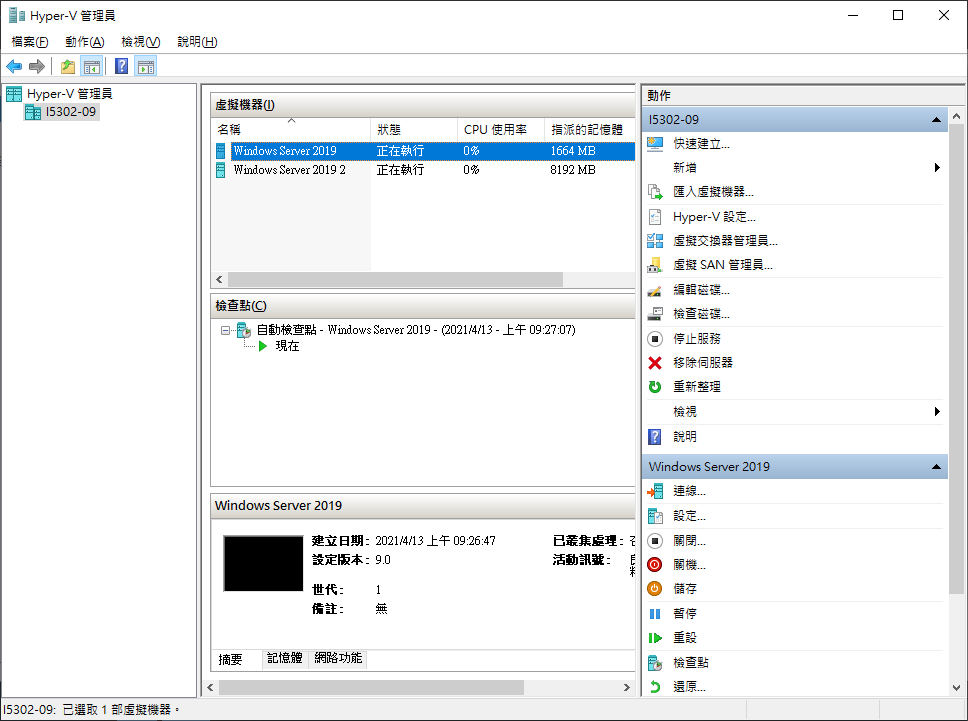 Hyper-V 管理員
檔案(F) 動作(A) 檢視(V) 說明(H)
Hyper-V 管理員
I5302-09
虛擬機器(I)
名稱 狀態 CPU 使用率 指派的記憶體
Windows Server 2019 正在執行 0% 1664 MB
Windows Server 2019 2 正在執行 0% 8192 MB
檢查點(C)
自動檢查點 - Windows Server 2019 - (2021/4/13 - 上午 09:27:07)
現在
Windows Server 2019
建立日期: 2021/4/13 上午 09:26:47 已叢集處理:
設定版本: 9.0 活動訊號:
世代: 1
備註: 無
摘要 記憶體 網路功能
動作
I5302-09
快速建立...
新增
匯入虛擬機器...
Hyper-V 設定...
虛擬交換器管理員...
虛擬 SAN 管理員...
編輯磁碟...
檢查磁碟...
停止服務
移除伺服器
重新整理
檢視
說明
Windows Server 2019
連線...
設定...
關閉...
關機...
儲存
暫停
重設
檢查點
還原...
I5302-09: 已選取 1 部虛擬機器。